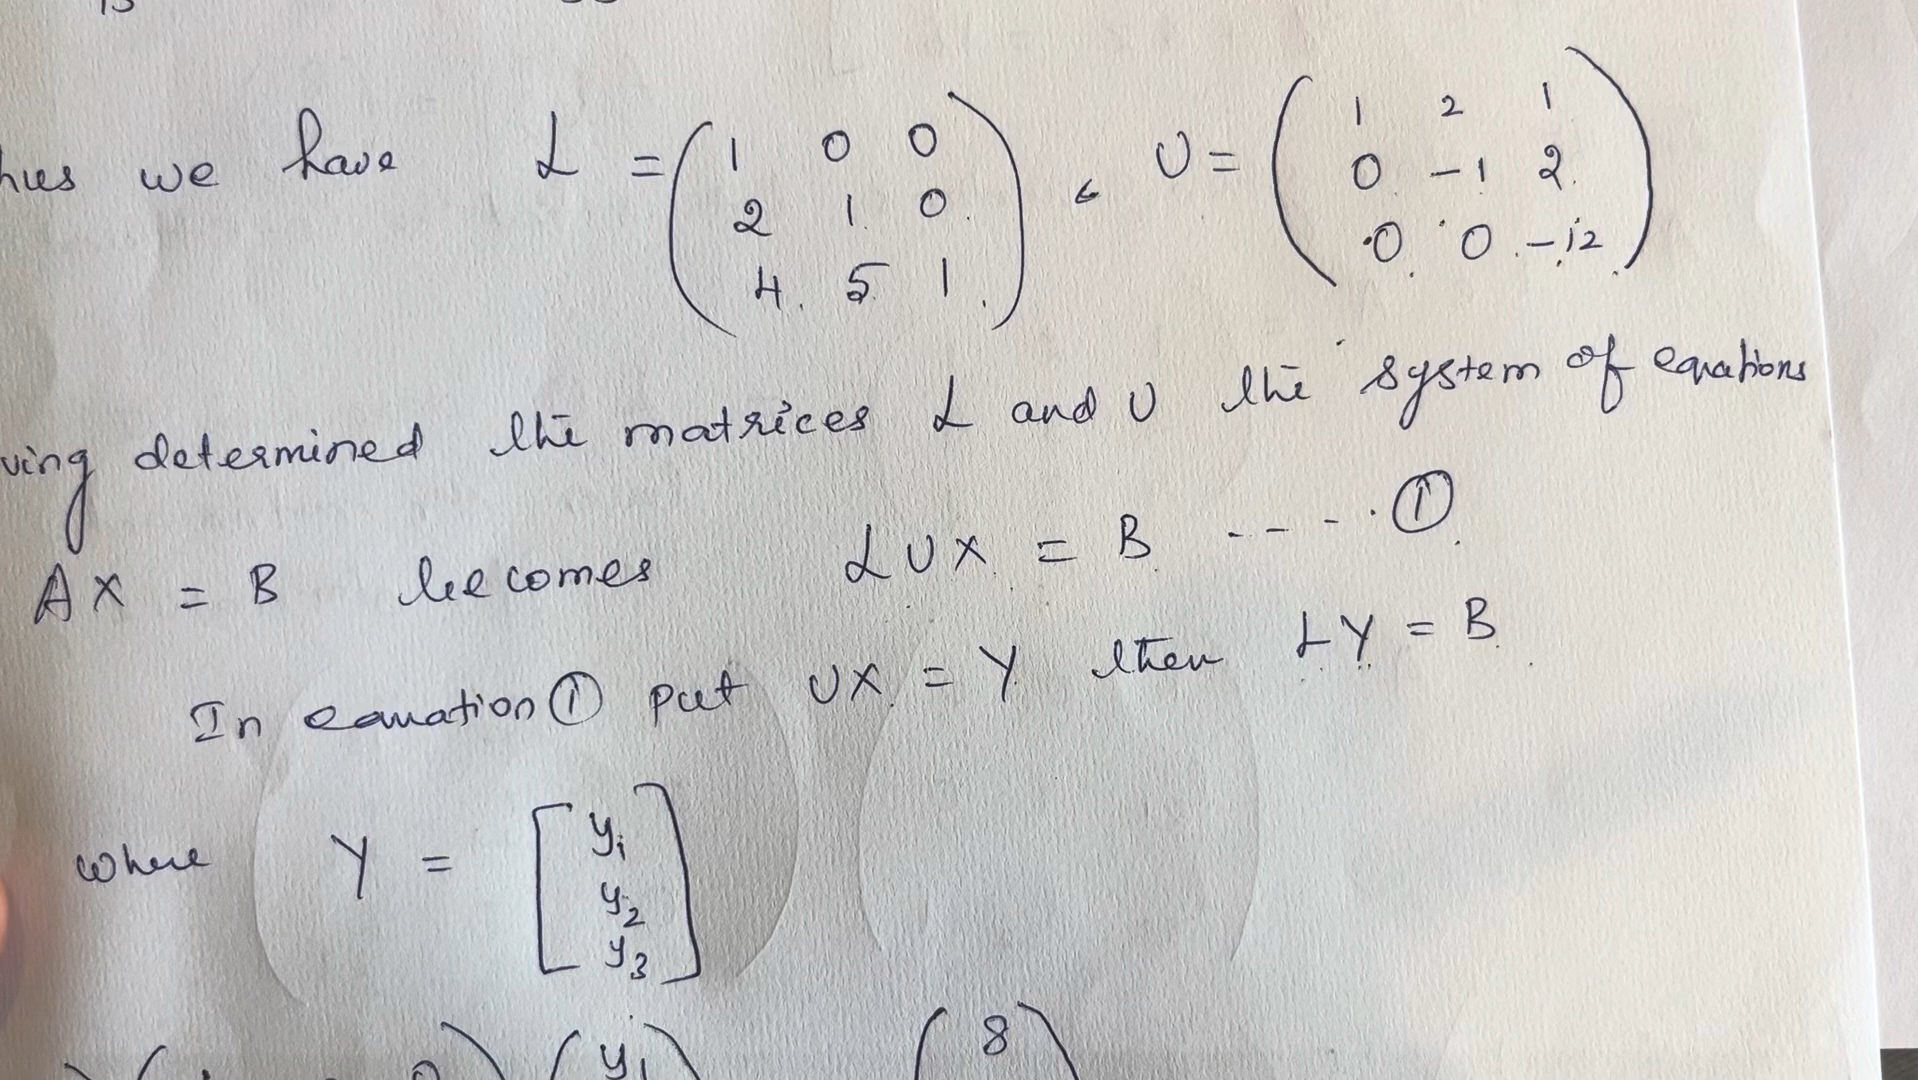 we have L = ( 1 0 0 , U = ( 1 2 1
2 1 0 0 -1 2
4 5 1 ) 0 0 -12 )
determined the matrices L and U the system of equations
AX = B becomes LUX = B ----- ①
In equation ① put UX = Y then LY = B
where Y = [ y1
y2
y3 ]
y1 8